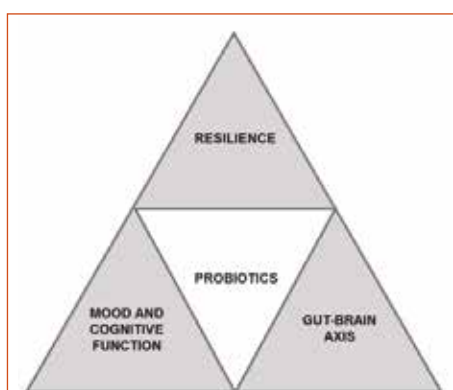 RESILIENCE
PROBIOTICS
MOOD AND
COGNITIVE
FUNCTION
GUT-BRAIN
AXIS